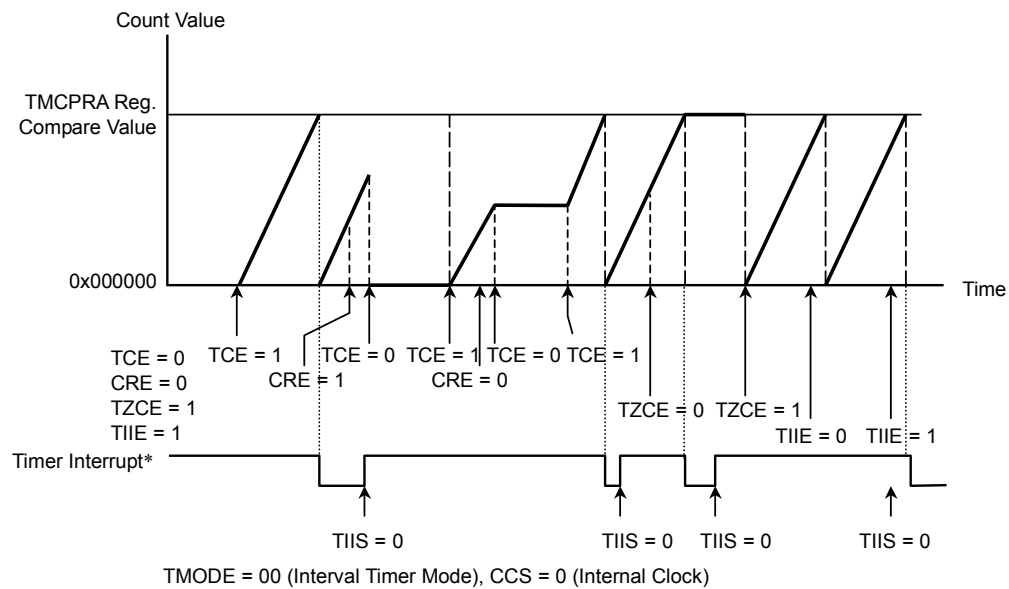 Count Value
TMCPRA Reg.
Compare Value
0x000000
Time
TCE = 0
CRE = 0
TZCE = 1
TIIE = 1
TCE = 1
CRE = 1
TCE = 0
TCE = 1
CRE = 0
TCE = 0
TCE = 1
TZCE = 0
TZCE = 1
TIIE = 0
TIIE = 1
Timer Interrupt*
TIIS = 0
TIIS = 0
TIIS = 0
TIIS = 0
TMODE = 00 (Interval Timer Mode), CCS = 0 (Internal Clock)